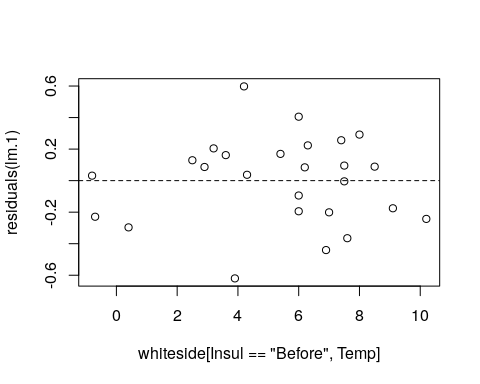 0.6
0.2
-0.2
-0.6
residuals(lm.1)
0 2 4 6 8 10
whiteside[Insul == "Before", Temp]